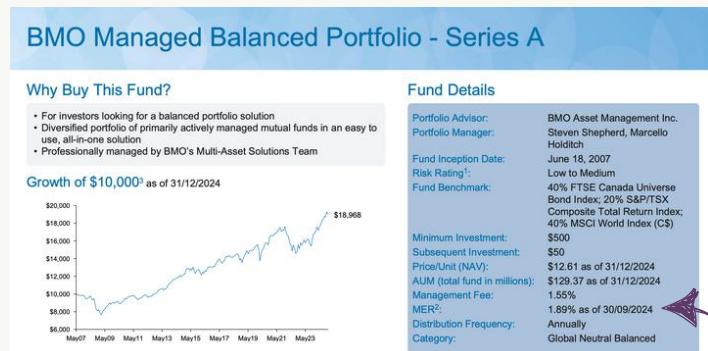 BMO Managed Balanced Portfolio - Series A
Why Buy This Fund?
• For investors looking for a balanced portfolio solution
• Diversified portfolio of primarily actively managed mutual funds in an easy to
use, all-in-one solution
• Professionally managed by BMO's Multi-Asset Solutions Team
Growth of $10,000³ as of 31/12/2024
$20,000
$18,000
$16,000
$14,000
$12,000
$10,000
$8,000
$6,000
$18,968
May07 May09 May11 May13 May15 May17 May19 May21 May23
Fund Details
Portfolio Advisor: BMO Asset Management Inc.
Portfolio Manager: Steven Shepherd, Marcello
Holditch
Fund Inception Date: June 18, 2007
Risk Rating¹: Low to Medium
Fund Benchmark: 40% FTSE Canada Universe
Bond Index; 20% S&P/TSX
Composite Total Return Index;
40% MSCI World Index (C$)
Minimum Investment: $500
Subsequent Investment: $50
Price/Unit (NAV): $12.61 as of 31/12/2024
AUM (total fund in millions): $129.37 as of 31/12/2024
Management Fee: 1.55%
MER²: 1.89% as of 30/09/2024
Distribution Frequency: Annually
Category: Global Neutral Balanced